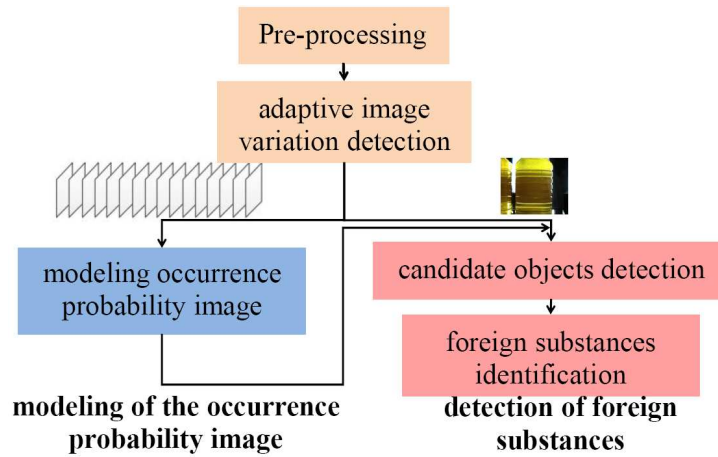 Pre-processing
adaptive image
variation detection
modeling occurrence
probability image
candidate objects detection
foreign substances
identification
modeling of the occurrence
probability image
detection of foreign
substances